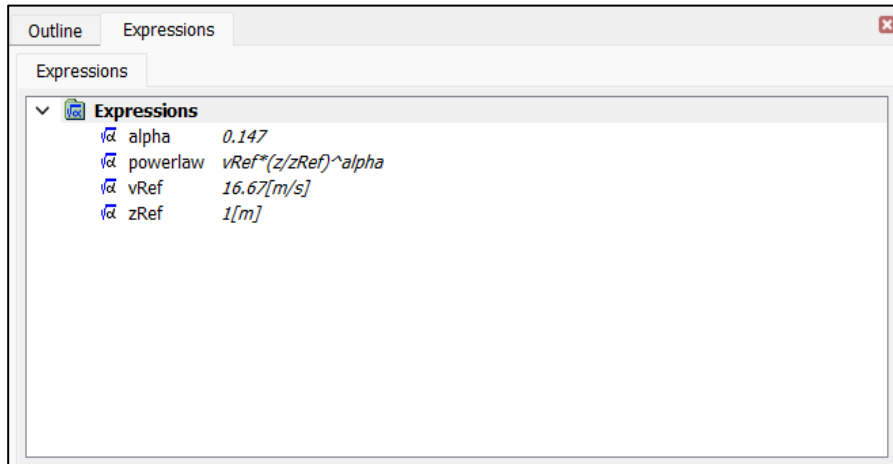 Outline Expressions
Expressions
Expressions
alpha 0.147
powerlaw vRef*(z/zRef)^alpha
vRef 16.67[m/s]
zRef 1[m]